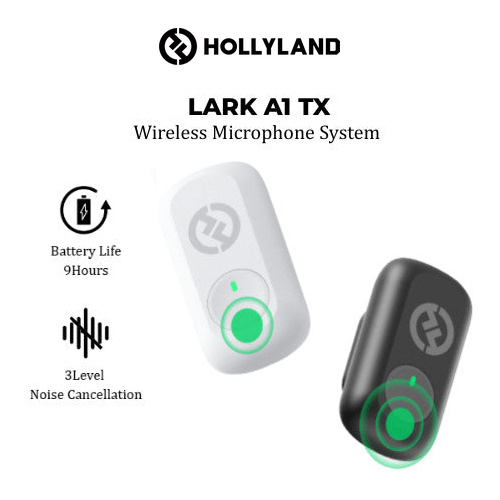 HOLLYLAND
LARK A1 TX
Wireless Microphone System
Battery Life
9Hours
3Level
Noise Cancellation